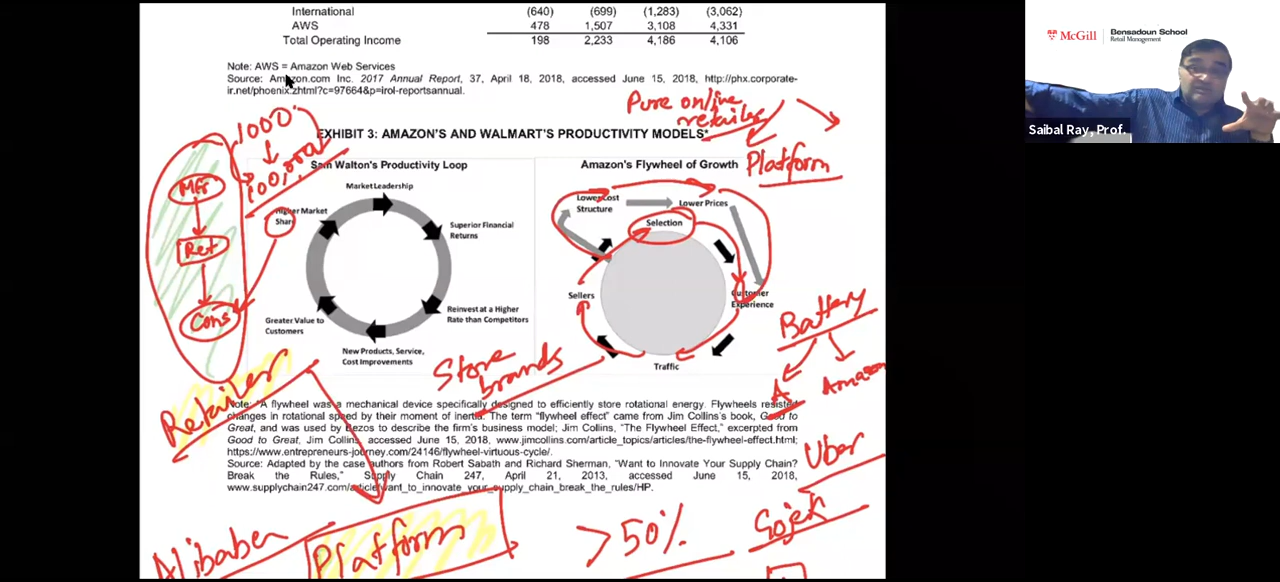 International (640) (699) (1,283) (3,062)
AWS 478 1,507 3,108 4,331
Total Operating Income 198 2,233 4,186 4,106
Note: AWS = Amazon Web Services
Source: Amazon.com Inc. 2017 Annual Report, 37, April 18, 2018, accessed June 15, 2018, http://phx.corporate-
ir.net/phoenix.zhtml?c=97664&p=irol-reportsannual.
McGill
Bensadoun School
Retail Management
Saibal Ray, Prof.
Pure online
retailer
Platform
1000
100,000
EXHIBIT 3: AMAZON'S AND WALMART'S PRODUCTIVITY MODELS*
Sam Walton's Productivity Loop
Market Leadership
Superior Financial
Returns
Reinvest at a Higher
Rate than Competitors
New Products, Service,
Cost Improvements
Greater Value to
Customers
Higher Market
Share
Mfr
Ret
Cons
Amazon's Flywheel of Growth
Lower Cost
Structure
Lower Prices
Selection
Customer
Experience
Traffic
Sellers
Battery
A
Amazon
Store
brands
Retailer
Note: *A flywheel was a mechanical device specifically designed to efficiently store rotational energy. Flywheels resisted
changes in rotational speed by their moment of inertia. The term "flywheel effect" came from Jim Collins's book, Good to
Great, and was used by Bezos to describe the firm's business model; Jim Collins, "The Flywheel Effect," excerpted from
Good to Great, Jim Collins, accessed June 15, 2018, www.jimcollins.com/article_topics/articles/the-flywheel-effect.html;
https://www.entrepreneurs-journey.com/24146/flywheel-virtuous-cycle/.
Source: Adapted by the case authors from Robert Sabath and Richard Sherman, "Want to Innovate Your Supply Chain?
Break the Rules," Supply Chain 247, April 21, 2013, accessed June 15, 2018,
www.supplychain247.com/article/want_to_innovate_your_supply_chain_break_the_rules/HP.
Uber
Gojek
Alibaba
Platform
>50%